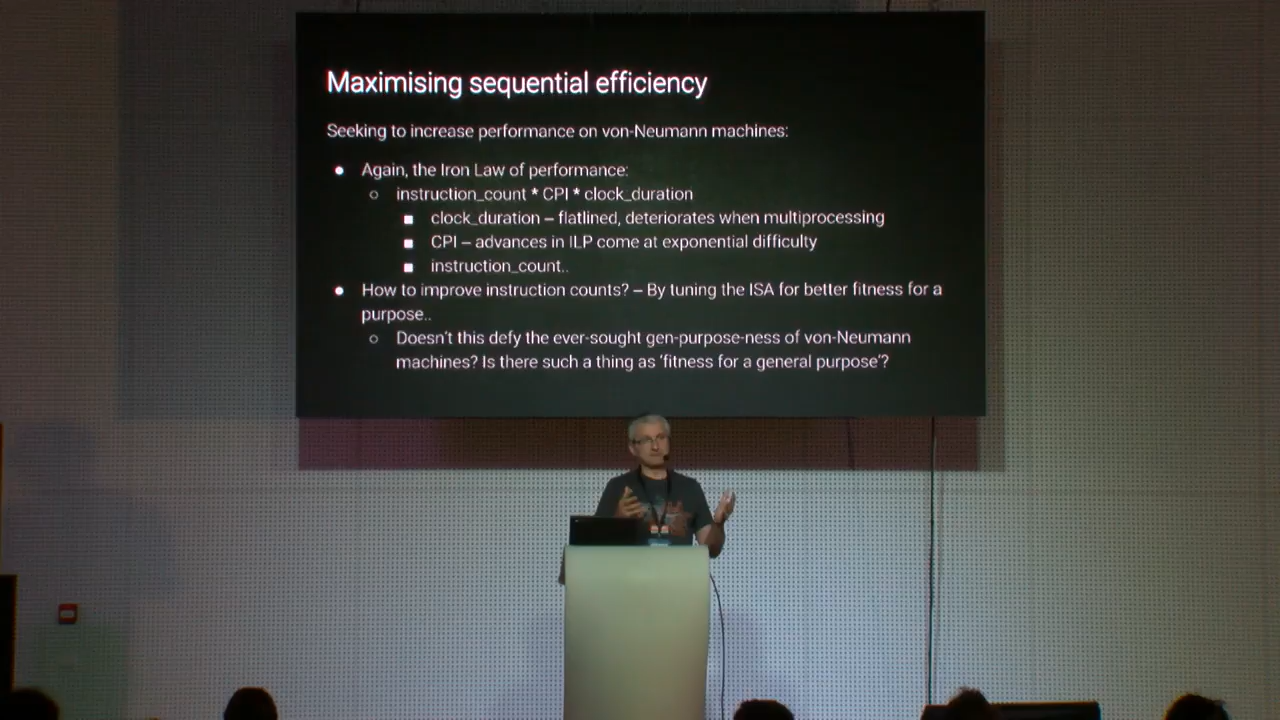 Maximising sequential efficiency
Seeking to increase performance on von-Neumann machines:
● Again, the Iron Law of performance:
○ instruction_count * CPI * clock_duration
■ clock_duration – flatlined, deteriorates when multiprocessing
■ CPI – advances in ILP come at exponential difficulty
■ instruction_count..
● How to improve instruction counts? – By tuning the ISA for better fitness for a
purpose..
○ Doesn't this defy the ever-sought gen-purpose-ness of von-Neumann
machines? Is there such a thing as 'fitness for a general purpose'?